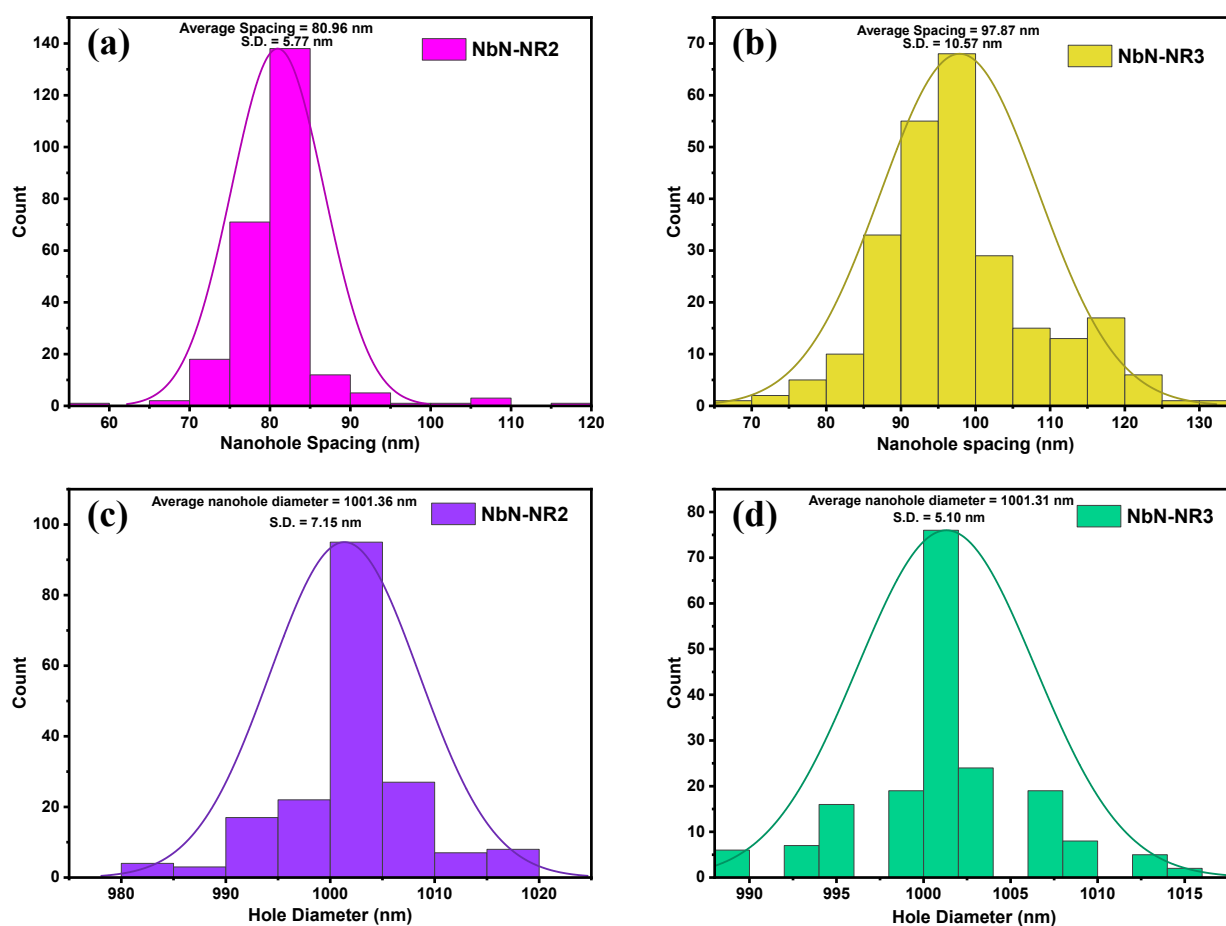 (a)
Average Spacing = 80.96 nm
S.D. = 5.77 nm
NbN-NR2
140
120
100
80
60
40
20
0
Count
60 70 80 90 100 110 120
Nanohole Spacing (nm)
(b)
Average Spacing = 97.87 nm
S.D. = 10.57 nm
NbN-NR3
70
60
50
40
30
20
10
0
Count
70 80 90 100 110 120 130
Nanohole spacing (nm)
(c)
Average nanohole diameter = 1001.36 nm
S.D. = 7.15 nm
NbN-NR2
100
80
60
40
20
0
Count
980 990 1000 1010 1020
Hole Diameter (nm)
(d)
Average nanohole diameter = 1001.31 nm
S.D. = 5.10 nm
NbN-NR3
80
70
60
50
40
30
20
10
0
Count
990 995 1000 1005 1010 1015
Hole Diameter (nm)